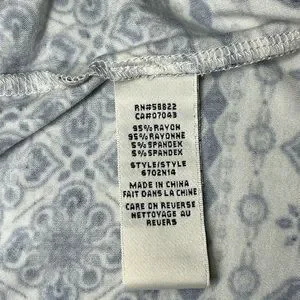 RN#58822
CA#07043
95% RAYON
95% RAYONNE
5% SPANDEX
5% SPANDEX
STYLE/STYLE
6702N14
MADE IN CHINA
FAIT DANS LA CHINE
CARE ON REVERSE
NETTOYAGE AU
REVERS